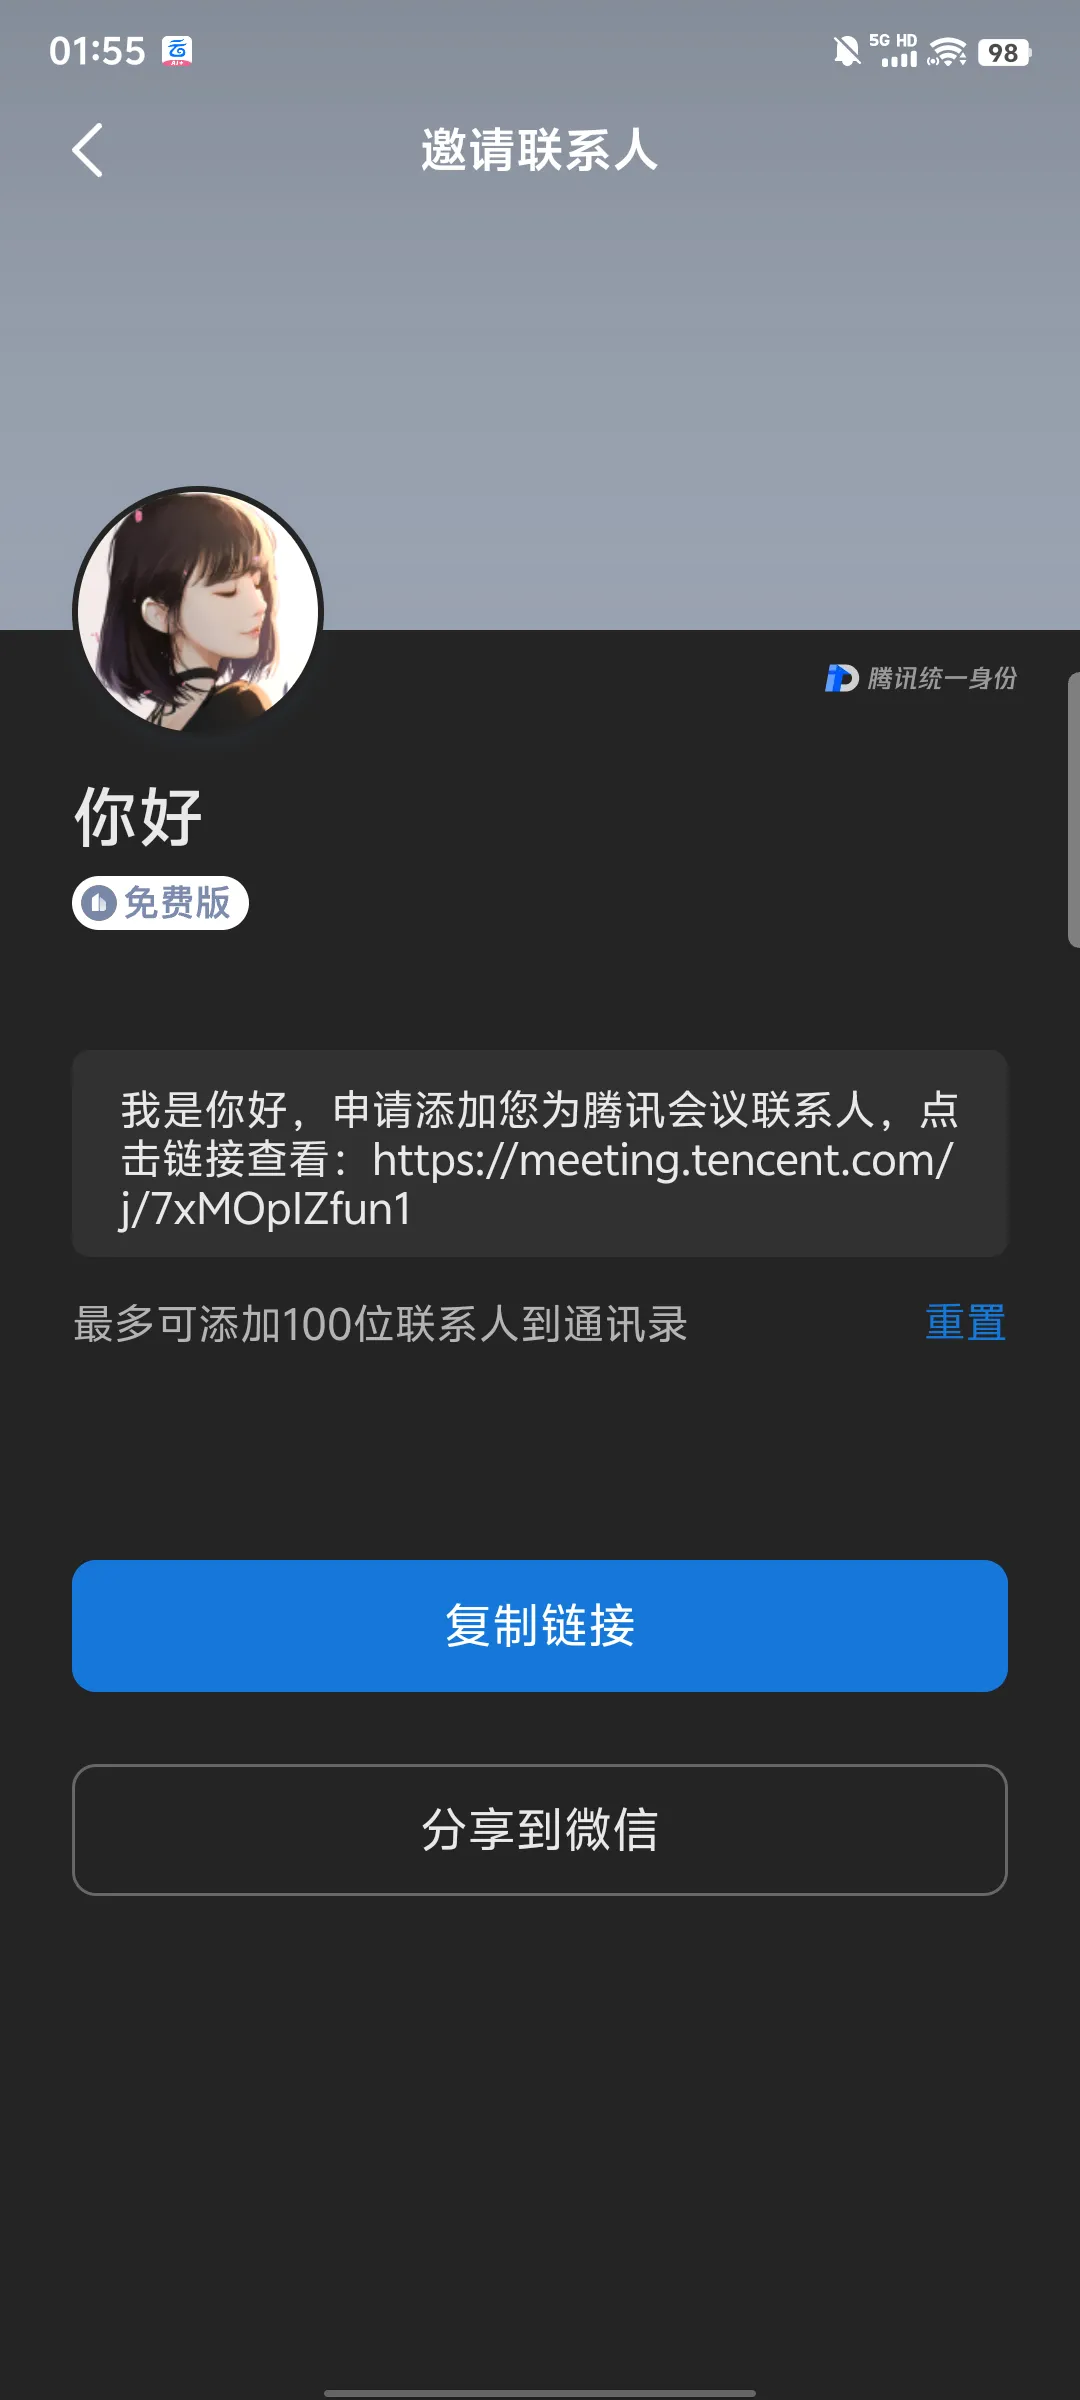 01:55
5G HD
98
邀请联系人
腾讯统一身份
你好
免费版
我是你好，申请添加您为腾讯会议联系人，点
击链接查看：https://meeting.tencent.com/
j/7xMOpIZfun1
最多可添加100位联系人到通讯录
重置
复制链接
分享到微信